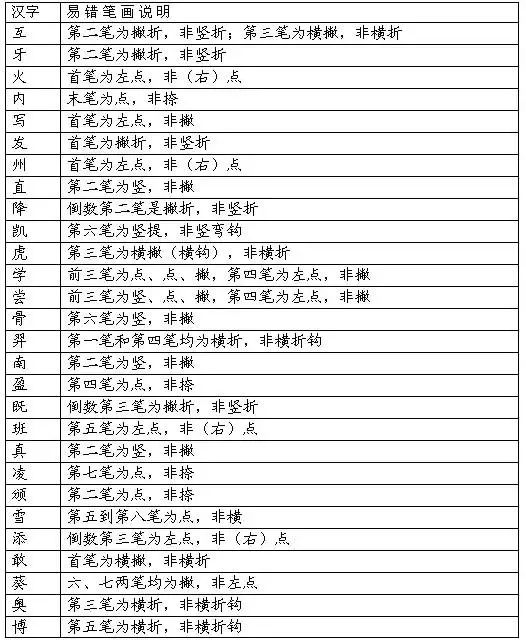 汉字 易错笔画说明
互 第二笔为撇折，非竖折；第三笔为横撇，非横折
牙 第二笔为撇折，非竖折
火 首笔为左点，非（右）点
内 末笔为点，非捺
写 首笔为左点，非撇
发 首笔为撇折，非竖折
州 首笔为左点，非（右）点
直 第二笔为竖，非撇
降 倒数第二笔是撇折，非竖折
凯 第六笔为竖提，非竖弯钩
虎 第三笔为横撇（横钩），非横折
学 前三笔为点、点、撇，第四笔为左点，非撇
尝 前三笔为竖、点、撇，第四笔为左点，非撇
骨 第六笔为竖，非撇
羿 第一笔和第四笔均为横折，非横折钩
南 第二笔为竖，非撇
盈 第四笔为点，非捺
既 倒数第三笔为撇折，非竖折
班 第五笔为左点，非（右）点
真 第二笔为竖，非撇
凌 第七笔为点，非捺
颁 第二笔为点，非捺
雪 第五到第八笔为点，非横
添 倒数第三笔为左点，非（右）点
敢 首笔为横撇，非横折
葵 六、七两笔均为撇，非左点
奥 第三笔为横折，非横折钩
博 第五笔为横折，非横折钩